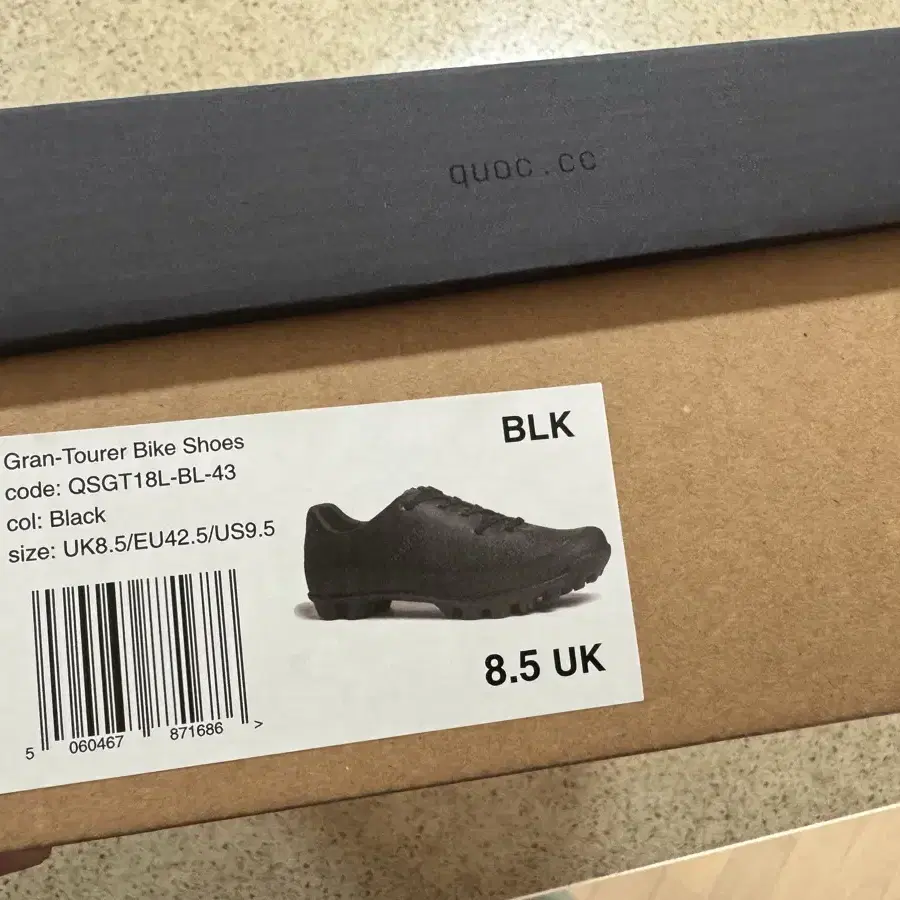 quoc.cc
BLK
Gran-Tourer Bike Shoes
code: QSGT18L-BL-43
col: Black
size: UK8.5/EU42.5/US9.5
8.5 UK
5 060467 871686 >